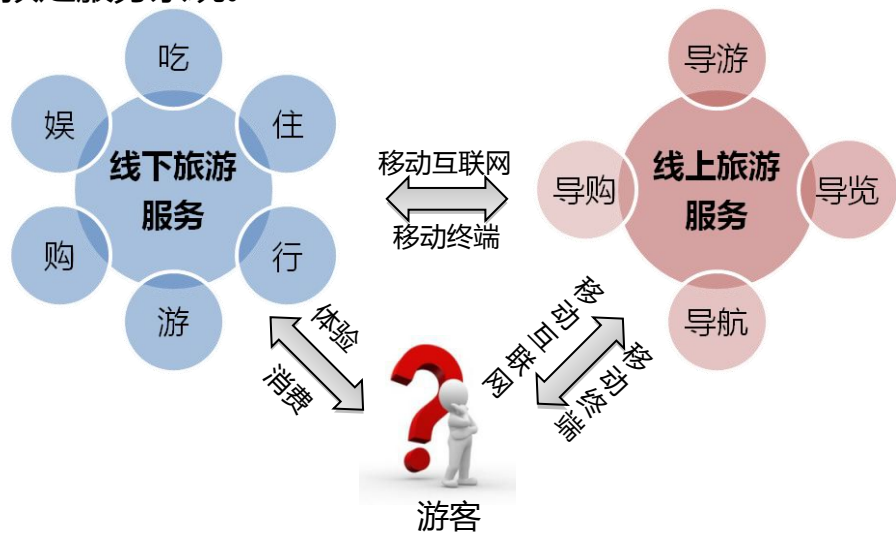 吃
娱
住
线下旅游
服务
购
行
游
移动互联网
移动终端
导游
导购
线上旅游
服务
导览
导航
体验
消费
移动互联网
移动终端
游客